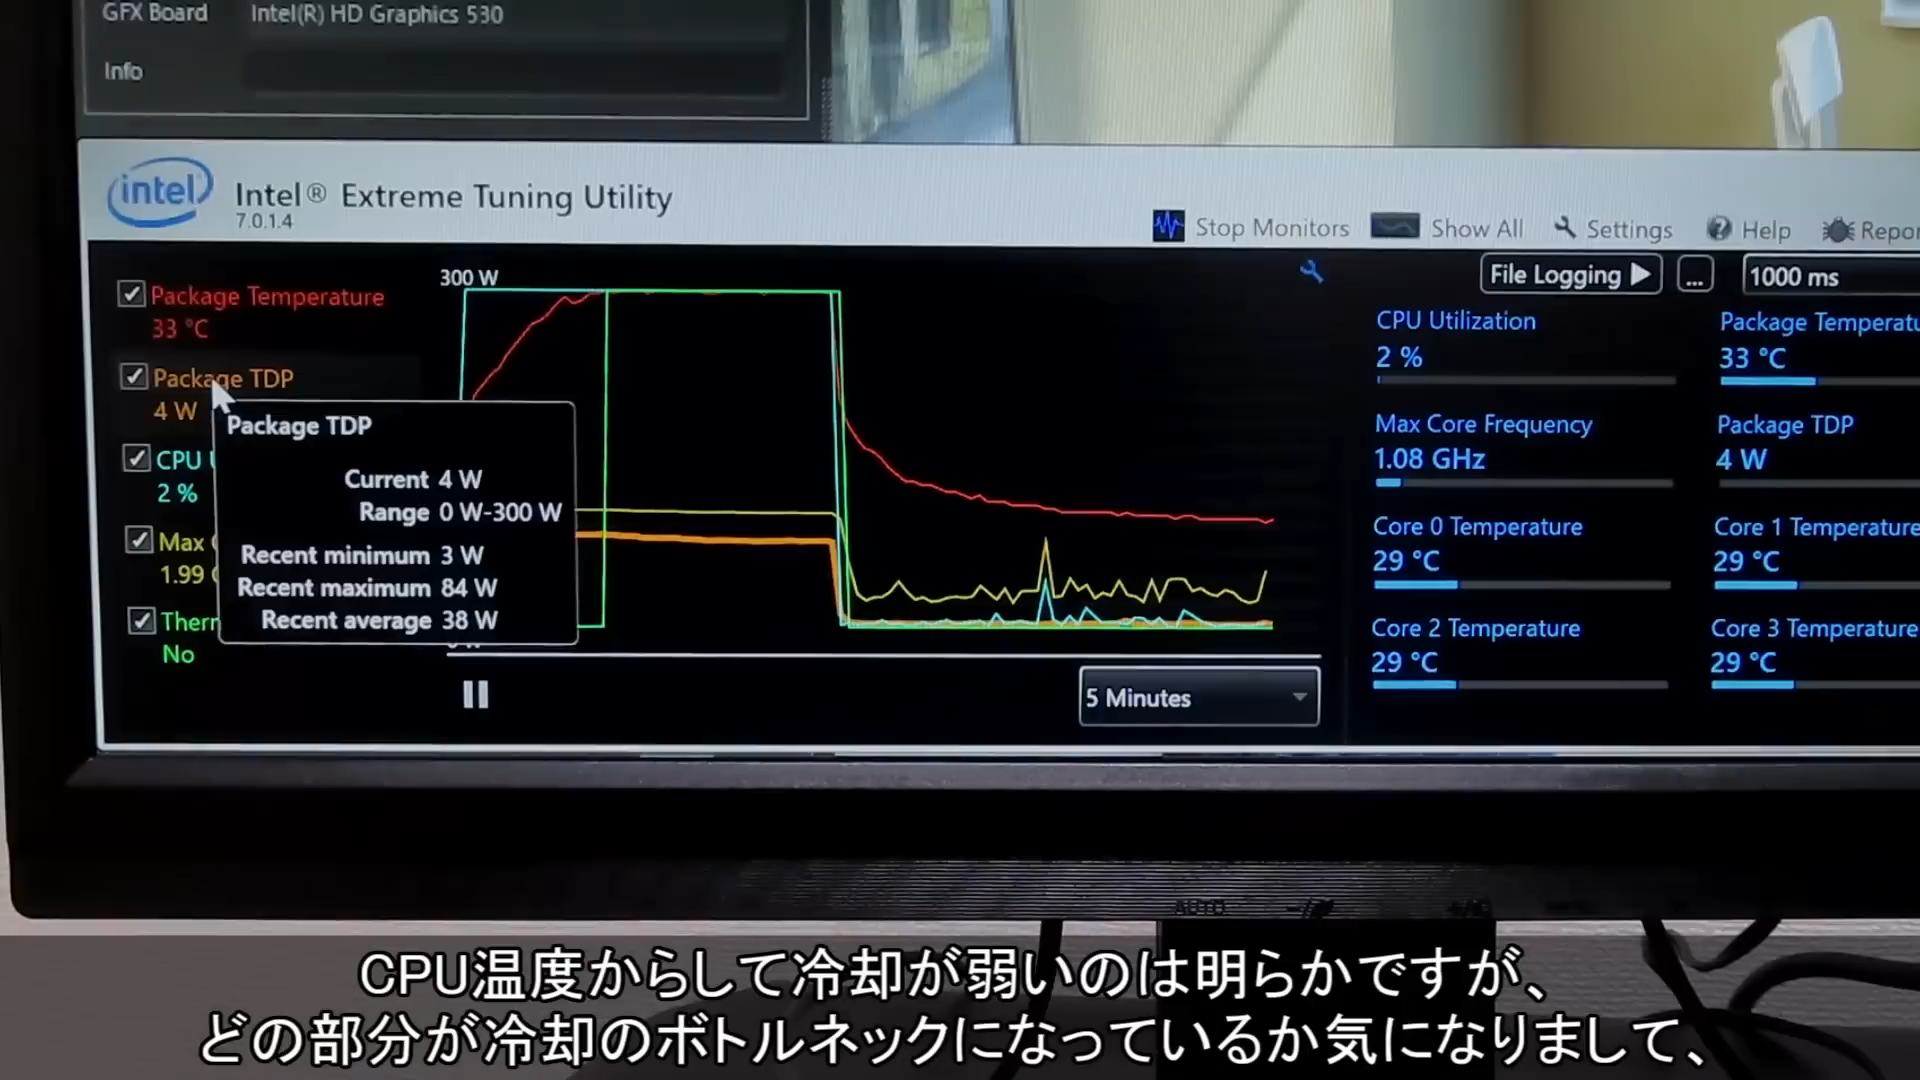 GFX Board Intel(R) HD Graphics 530
Info
intel
Intel® Extreme Tuning Utility
7.0.1.4
Stop Monitors
Show All
Settings
Help
Repor
File Logging
...
1000 ms
Package Temperature
33 °C
Package TDP
4 W
CPU
2 %
Max
1.99
Therm
No
300 W
Package TDP
Current 4 W
Range 0 W-300 W
Recent minimum 3 W
Recent maximum 84 W
Recent average 38 W
5 Minutes
CPU Utilization
2 %
Package Temperatu
33 °C
Max Core Frequency
1.08 GHz
Package TDP
4 W
Core 0 Temperature
29 °C
Core 1 Temperature
29 °C
Core 2 Temperature
29 °C
Core 3 Temperature
29 °C
AUTO
CPU温度からして冷却が弱いのは明らかですが、
どの部分が冷却のボトルネックになっているか気になりまして、